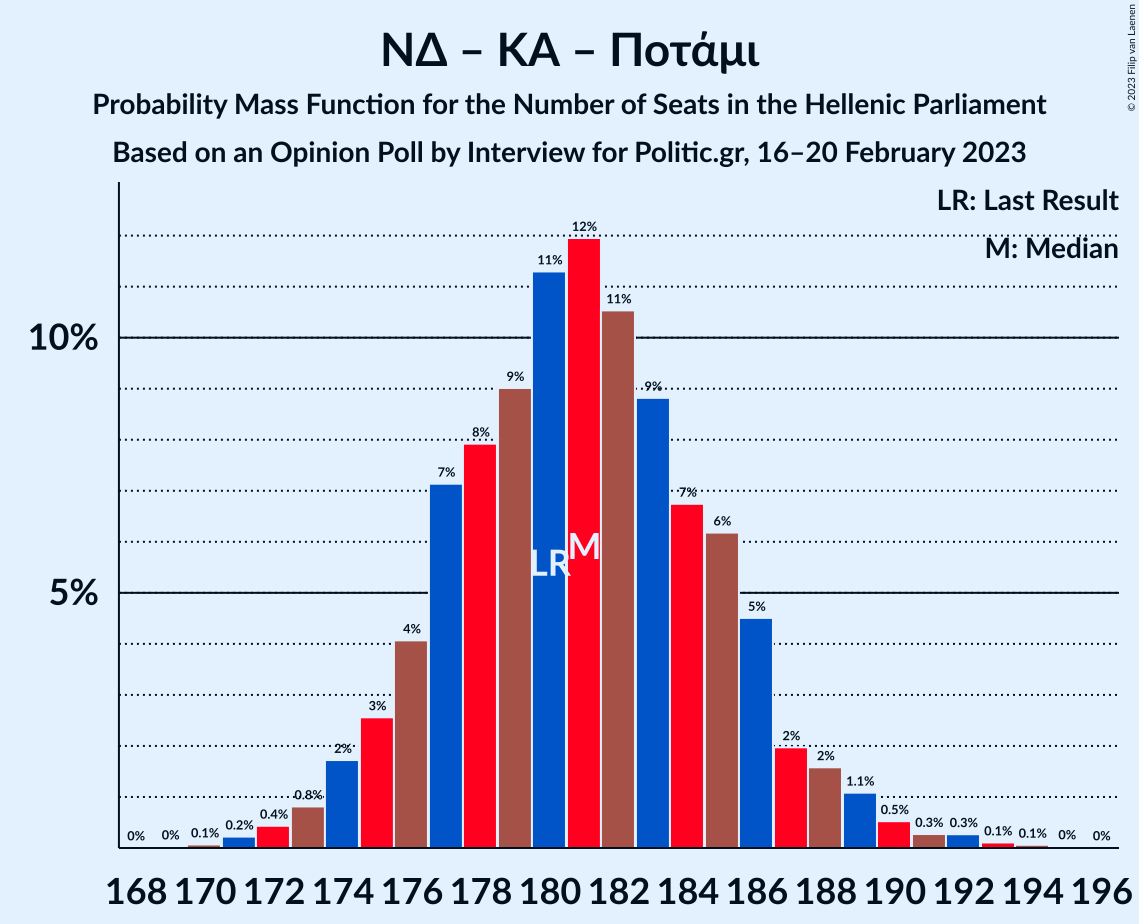 ΝΔ – ΚΑ – Ποτάμι
Probability Mass Function for the Number of Seats in the Hellenic Parliament
Based on an Opinion Poll by Interview for Politic.gr, 16–20 February 2023
© 2023 Filip van Laenen
LR: Last Result
M: Median
10%
5%
0% 0% 0.1% 0.2% 0.4% 0.8% 2% 3% 4% 7% 8% 9% 11% 12% 11% 9% 7% 6% 5% 2% 2% 1.1% 0.5% 0.3% 0.3% 0.1% 0.1% 0% 0%
LR M
168 170 172 174 176 178 180 182 184 186 188 190 192 194 196